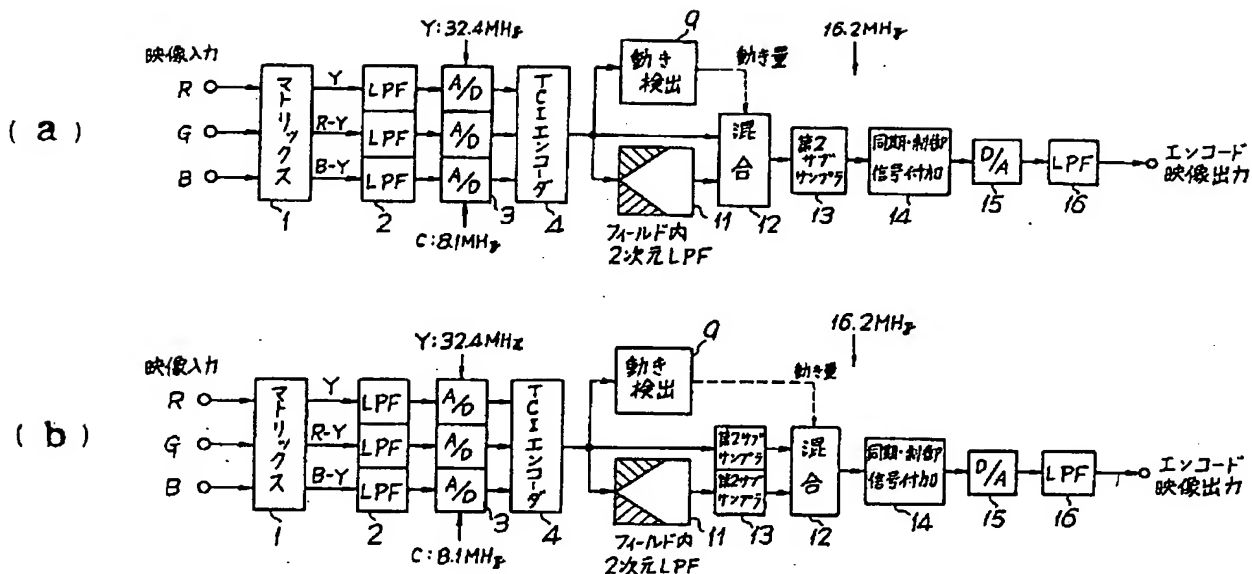 (a)
映像入力
R
G
B
マトリックス
1
Y
R-Y
B-Y
LPF
LPF
LPF
2
Y:32.4MHz
A/D
A/D
A/D
3
C:8.1MHz
TCIエンコーダ
4
9
動き
検出
動き量
11
フィールド内
2次元LPF
混合
12
16.2MHz
第2
サブ
サンプラ
13
同期・制御
信号付加
14
D/A
15
LPF
16
エンコード
映像出力
(b)
映像入力
R
G
B
マトリックス
1
Y
R-Y
B-Y
LPF
LPF
LPF
2
Y:32.4MHz
A/D
A/D
A/D
3
C:8.1MHz
TCIエンコーダ
4
9
動き
検出
動き量
11
フィールド内
2次元LPF
第2サブ
サンプラ
第2サブ
サンプラ
13
混合
12
16.2MHz
同期・制御
信号付加
14
D/A
15
LPF
16
エンコード
映像出力